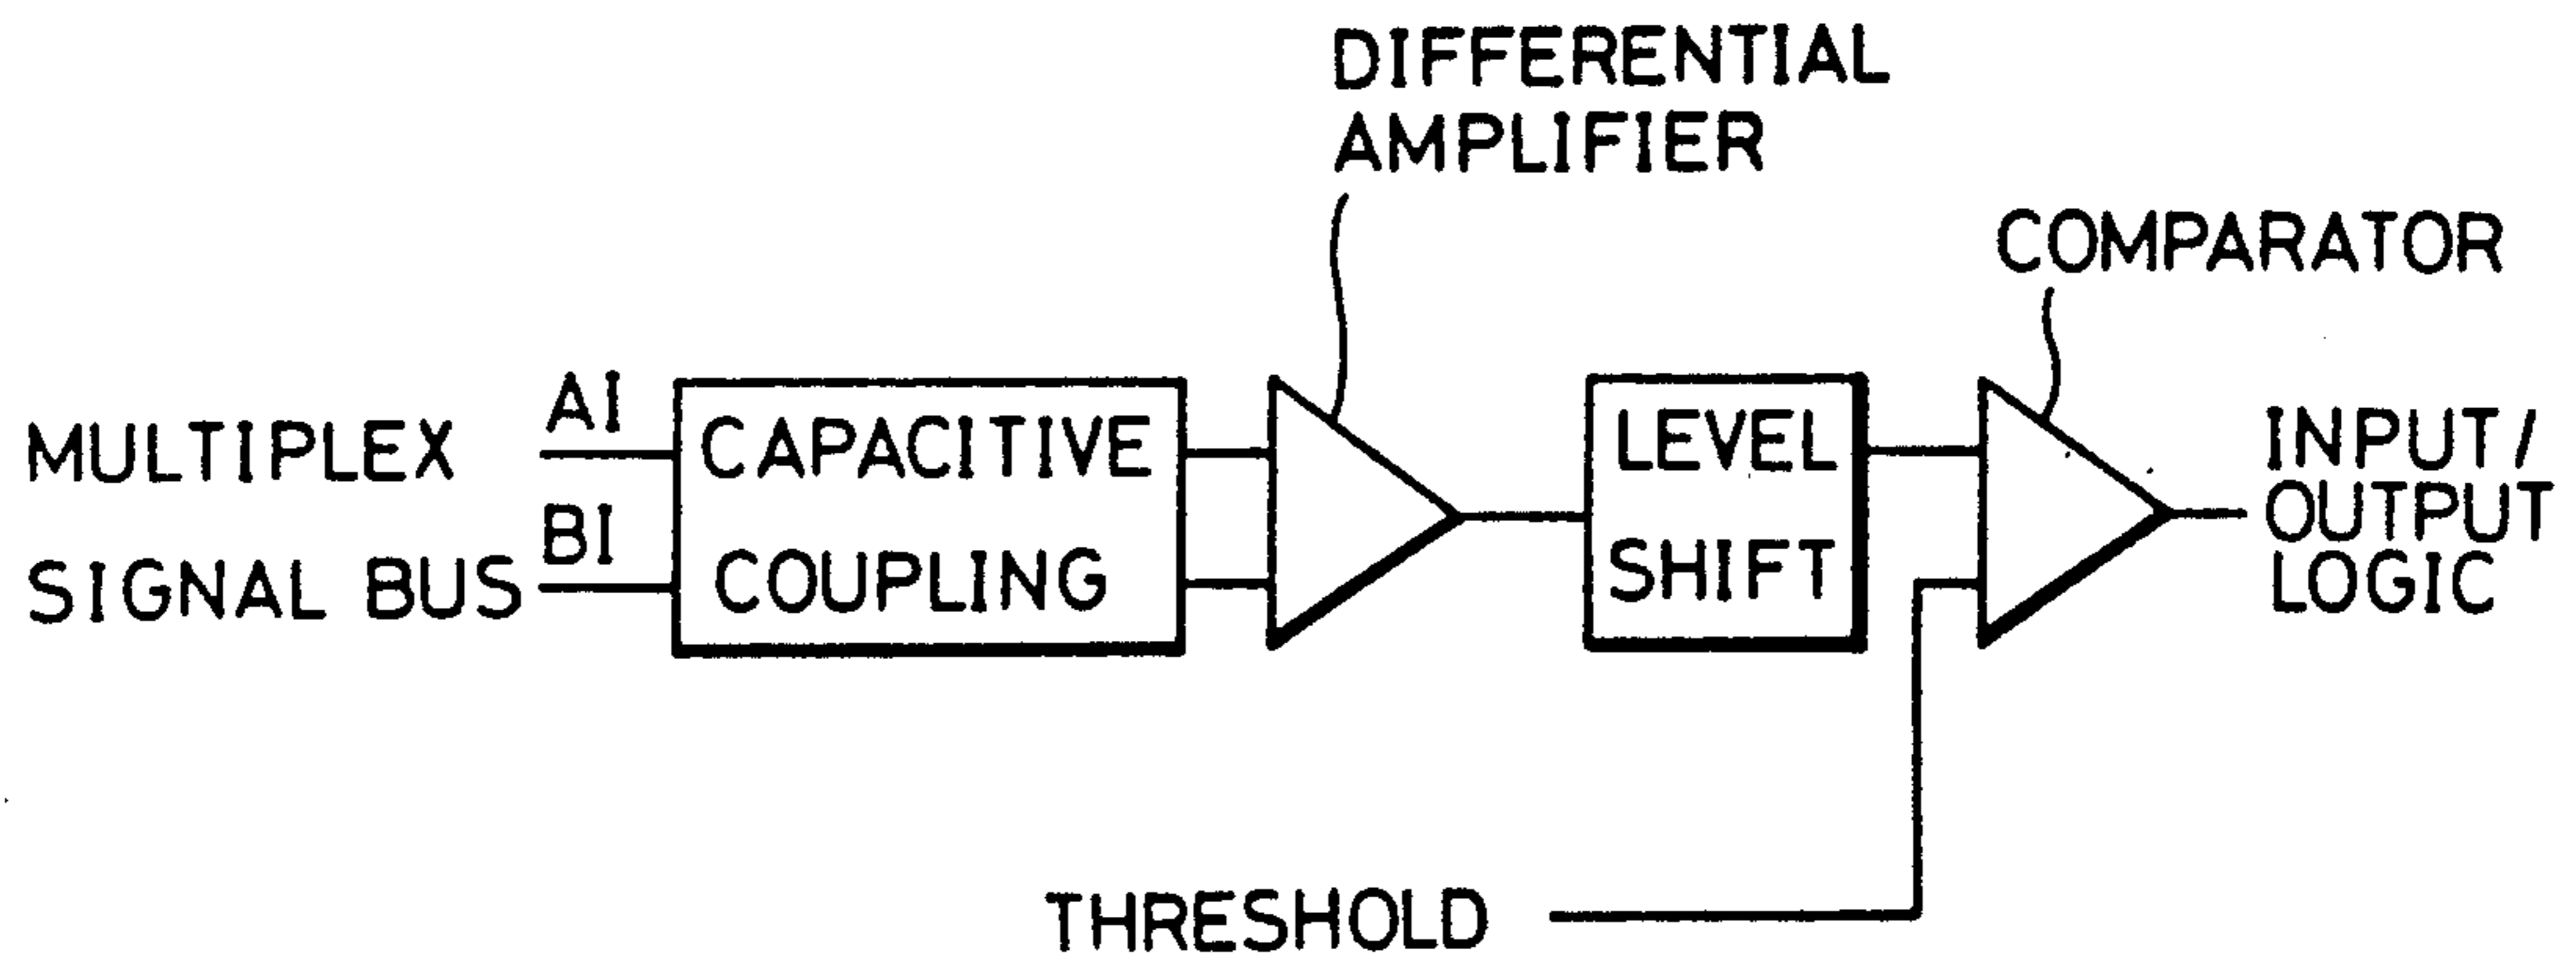 DIFFERENTIAL
AMPLIFIER
COMPARATOR
MULTIPLEX
SIGNAL BUS
AI
BI
CAPACITIVE
COUPLING
LEVEL
SHIFT
INPUT/
OUTPUT
LOGIC
THRESHOLD